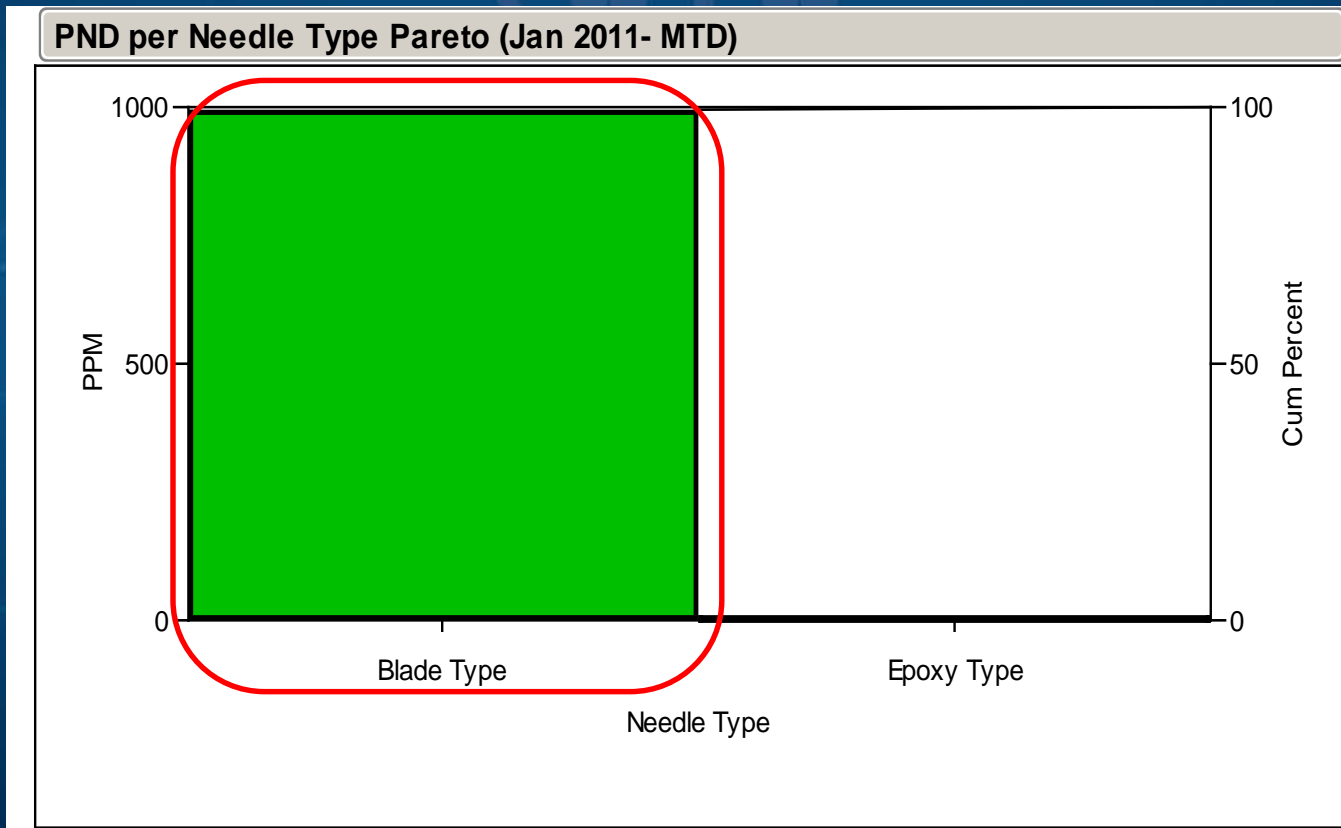 PND per Needle Type Pareto (Jan 2011- MTD)
1000
500
0
PPM
100
50
0
Cum Percent
Blade Type
Epoxy Type
Needle Type